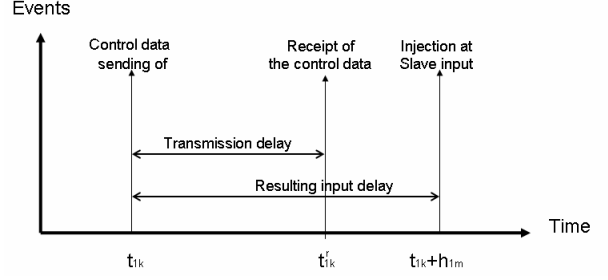 Events
Control data
sending of
Receipt of
the control data
Injection at
Slave input
Transmission delay
Resulting input delay
Time
t1k
tr1k
t1k+h1m